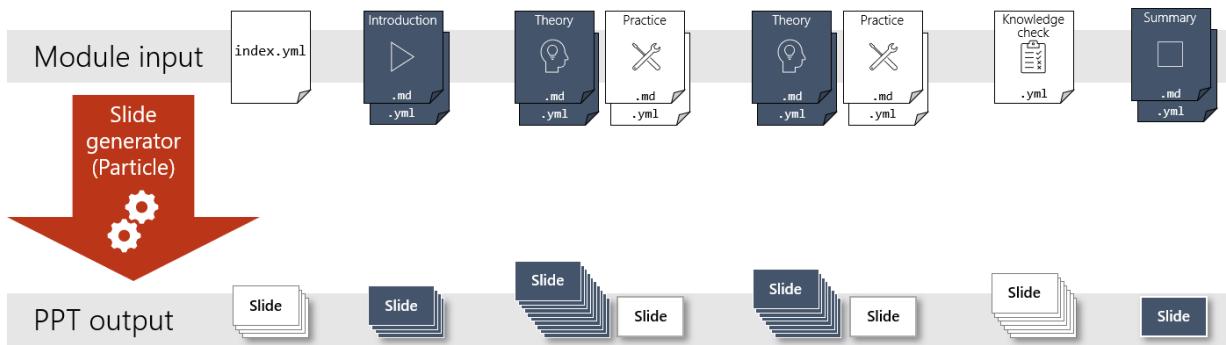 Module input
index.yml
Introduction
.md
.yml
Theory
.md
.yml
Practice
.md
.yml
Theory
.md
.yml
Practice
.md
.yml
Knowledge
check
.yml
Summary
.md
.yml
Slide
generator
(Particle)
PPT output
Slide
Slide
Slide
Slide
Slide
Slide
Slide
Slide